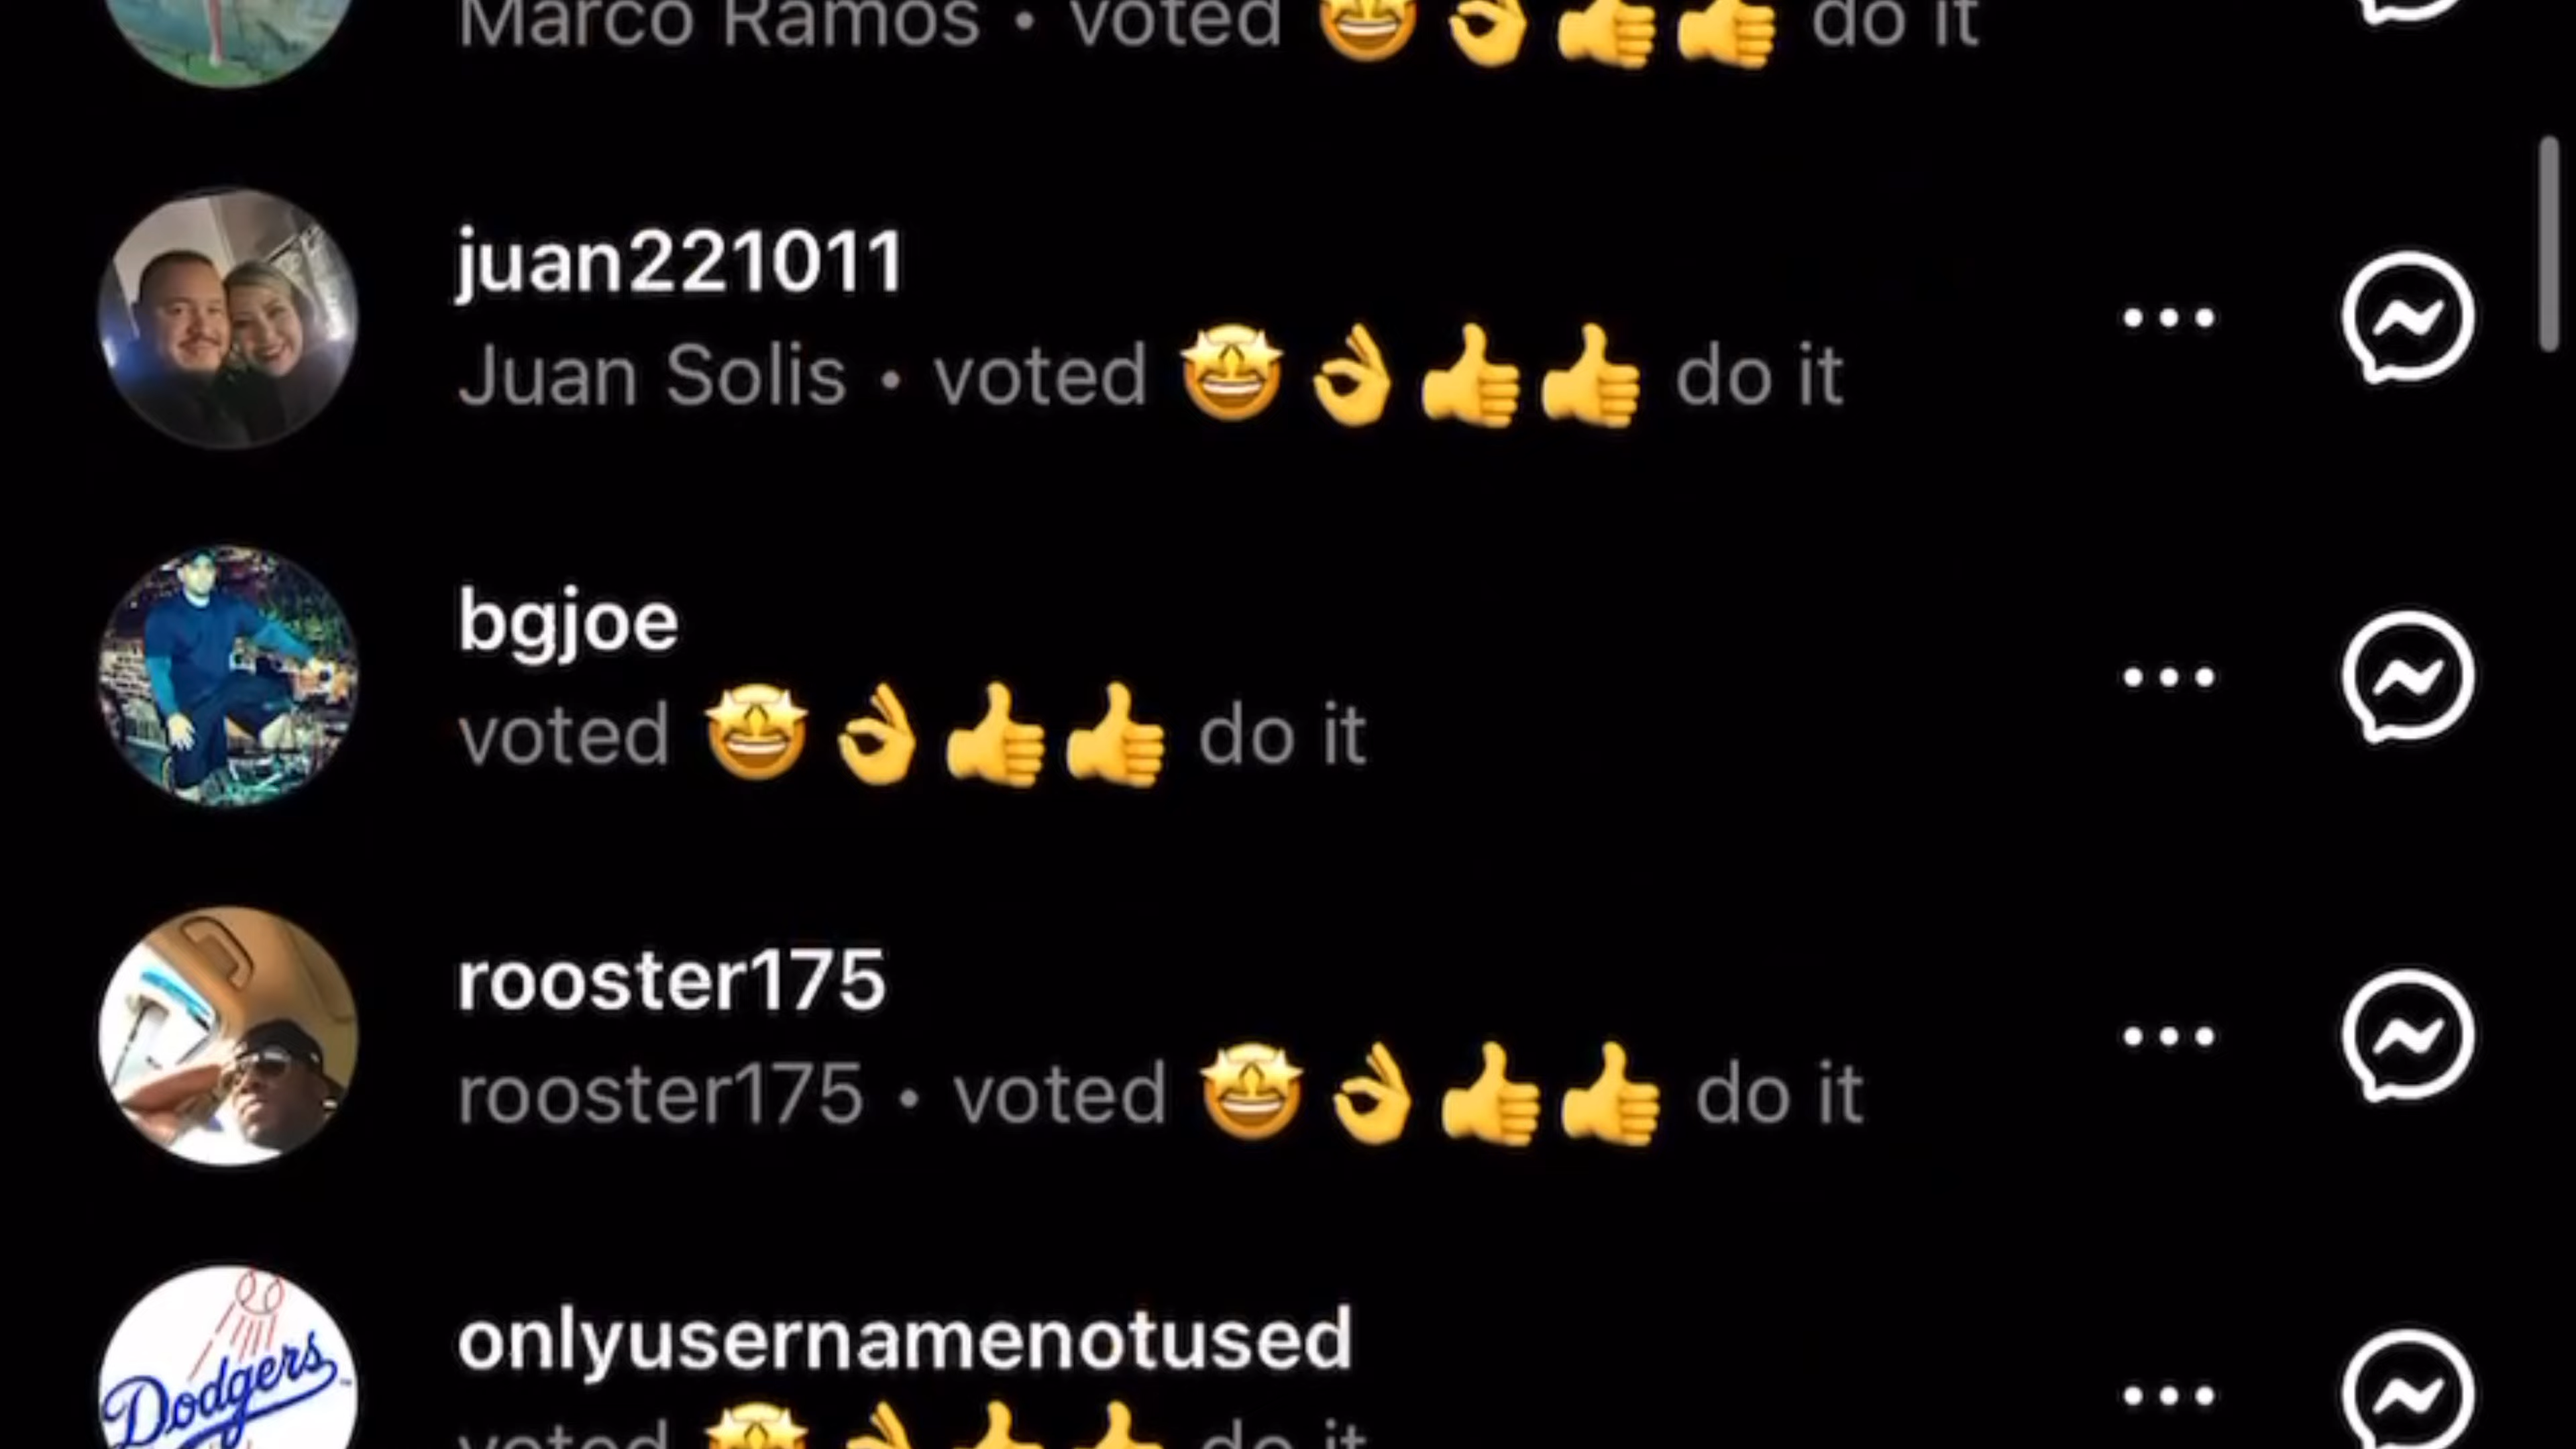 Marco Ramos • voted 🤩👌👍👍 do it
juan221011
Juan Solis • voted 🤩👌👍👍 do it
bgjoe
voted 🤩👌👍👍 do it
rooster175
rooster175 • voted 🤩👌👍👍 do it
onlyusernamenotused
voted 🤩👌👍👍 do it
Dodgers